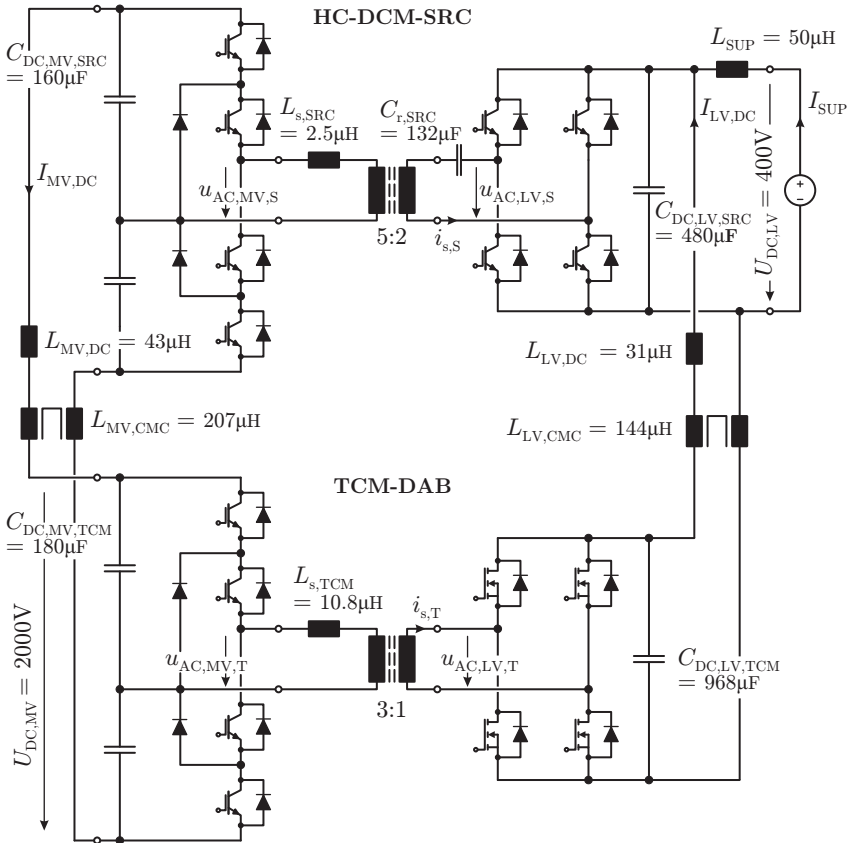 HC-DCM-SRC
C_DC,MV,SRC
= 160µF
L_SUP = 50µH
L_s,SRC
= 2.5µH
C_r,SRC
= 132µF
I_MV,DC
I_LV,DC
I_SUP
u_AC,MV,S
u_AC,LV,S
U_DC,LV = 400V
C_DC,LV,SRC
= 480µF
5:2
i_s,S
L_MV,DC = 43µH
L_LV,DC = 31µH
L_MV,CMC = 207µH
L_LV,CMC = 144µH
TCM-DAB
C_DC,MV,TCM
= 180µF
L_s,TCM
= 10.8µH
i_s,T
U_DC,MV = 2000V
u_AC,MV,T
u_AC,LV,T
C_DC,LV,TCM
= 968µF
3:1